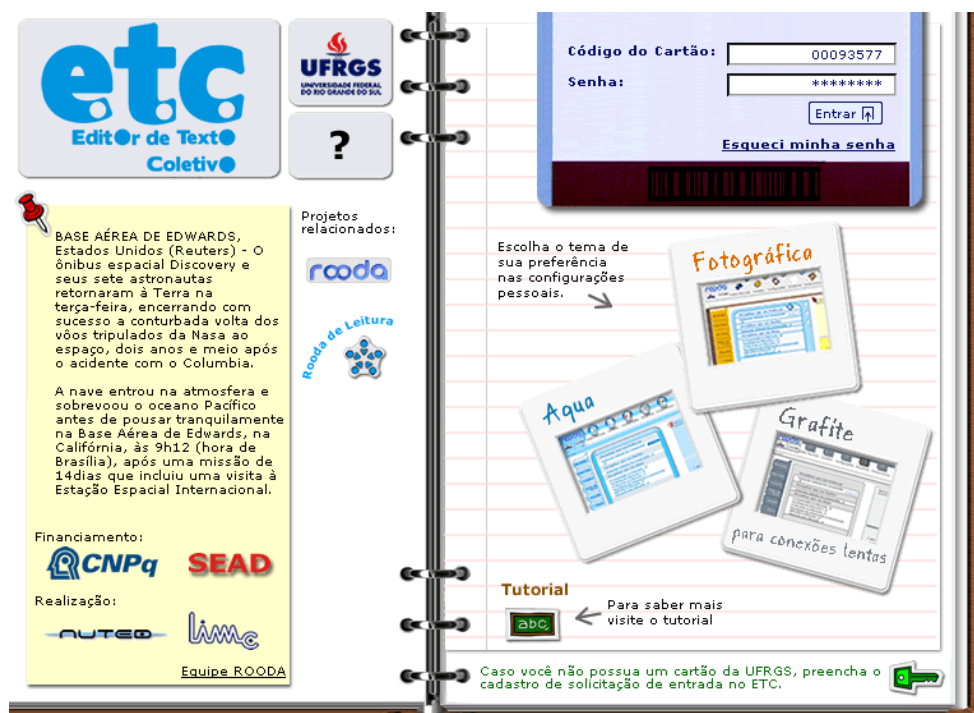 etc
Editor de Texto
Coletivo
UFRGS
UNIVERSIDADE FEDERAL
DO RIO GRANDE DO SUL
?
BASE AÉREA DE EDWARDS,
Estados Unidos (Reuters) - O
ônibus espacial Discovery e
seus sete astronautas
retornaram à Terra na
terça-feira, encerrando com
sucesso a conturbada volta dos
vôos tripulados da Nasa ao
espaço, dois anos e meio após
o acidente com o Columbia.
A nave entrou na atmosfera e
sobrevoou o oceano Pacífico
antes de pousar tranquilamente
na Base Aérea de Edwards, na
Califórnia, às 9h12 (hora de
Brasília), após uma missão de
14dias que incluiu uma visita à
Estação Espacial Internacional.
Financiamento:
CNPq SEAD
Realização:
NUTED limc
Equipe ROODA
Projetos
relacionados:
rooda
Rooda de Leitura
Código do Cartão: 00093577
Senha: ********
Entrar
Esqueci minha senha
Escolha o tema de
sua preferência
nas configurações
pessoais.
Fotográfica
Aqua
Grafite
para conexões lentas
Tutorial
abc
Para saber mais
visite o tutorial
Caso você não possua um cartão da UFRGS, preencha o
cadastro de solicitação de entrada no ETC.